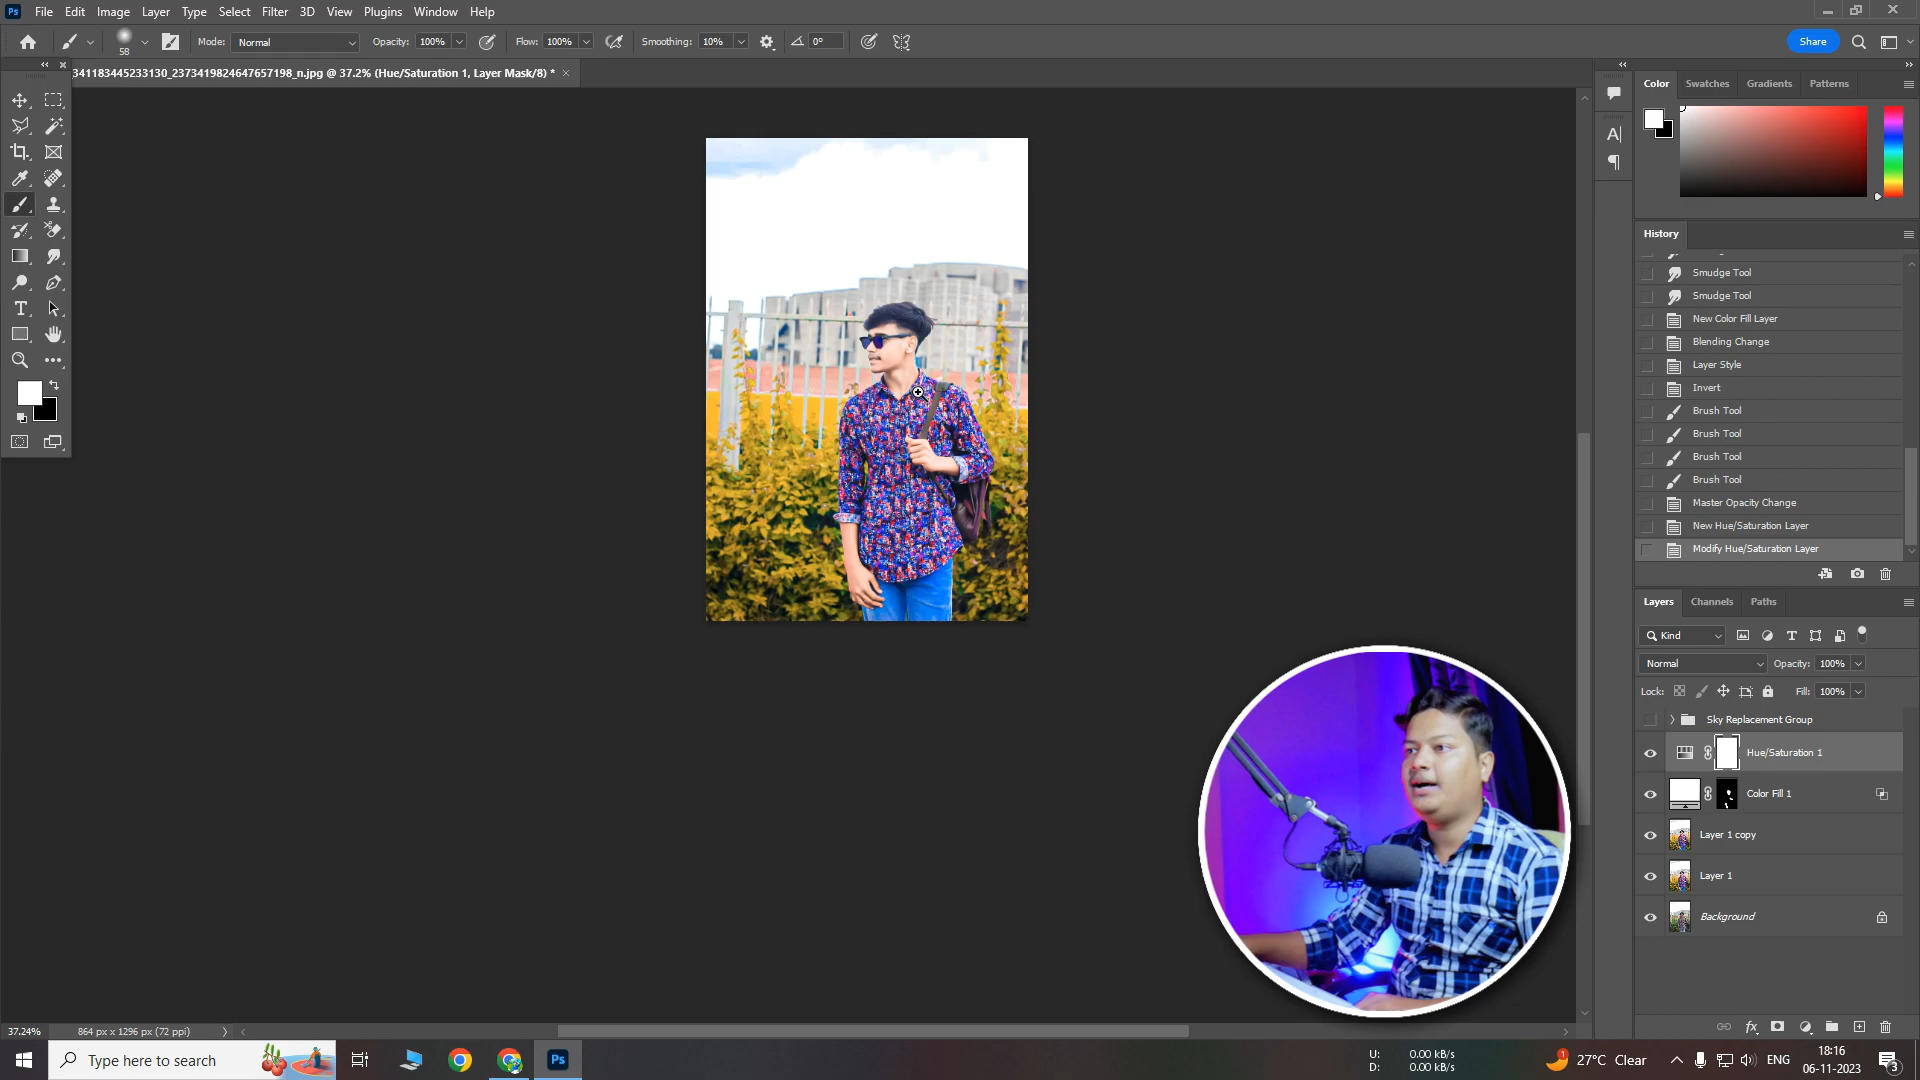 Ps File Edit Image Layer Type Select Filter 3D View Plugins Window Help
58 Mode: Normal Opacity: 100% Flow: 100% Smoothing: 10% 0° Share
341183445233130_2373419824647657198_n.jpg @ 37.2% (Hue/Saturation 1, Layer Mask/8) *
Color Swatches Gradients Patterns
History
Smudge Tool
Smudge Tool
New Color Fill Layer
Blending Change
Layer Style
Invert
Brush Tool
Brush Tool
Brush Tool
Brush Tool
Master Opacity Change
New Hue/Saturation Layer
Modify Hue/Saturation Layer
Layers Channels Paths
Kind
Normal Opacity: 100%
Lock: Fill: 100%
Sky Replacement Group
Hue/Saturation 1
Color Fill 1
Layer 1 copy
Layer 1
Background
fx
37.24% 864 px x 1296 px (72 ppi)
Type here to search
Ps
U: 0.00 kB/s
D: 0.00 kB/s
1 27°C Clear
ENG
18:16
06-11-2023
3